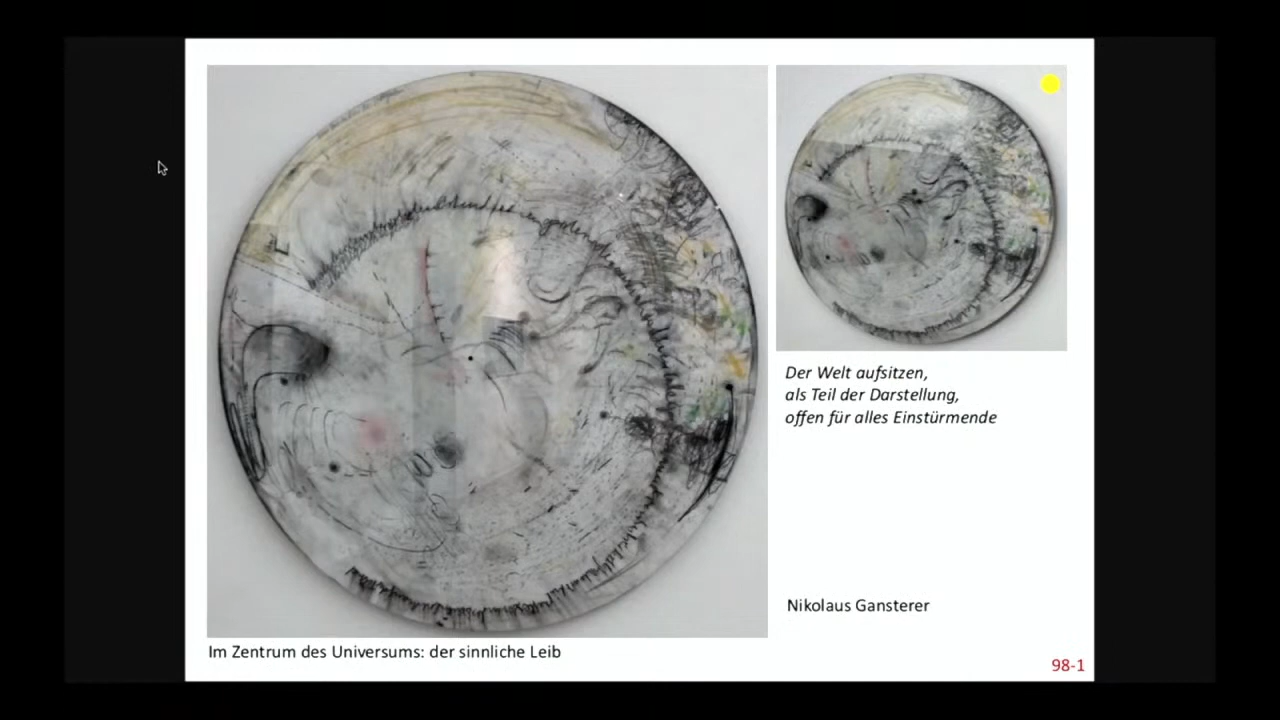 Der Welt aufsitzen,
als Teil der Darstellung,
offen für alles Einstürmende
Nikolaus Gansterer
Im Zentrum des Universums: der sinnliche Leib
98-1